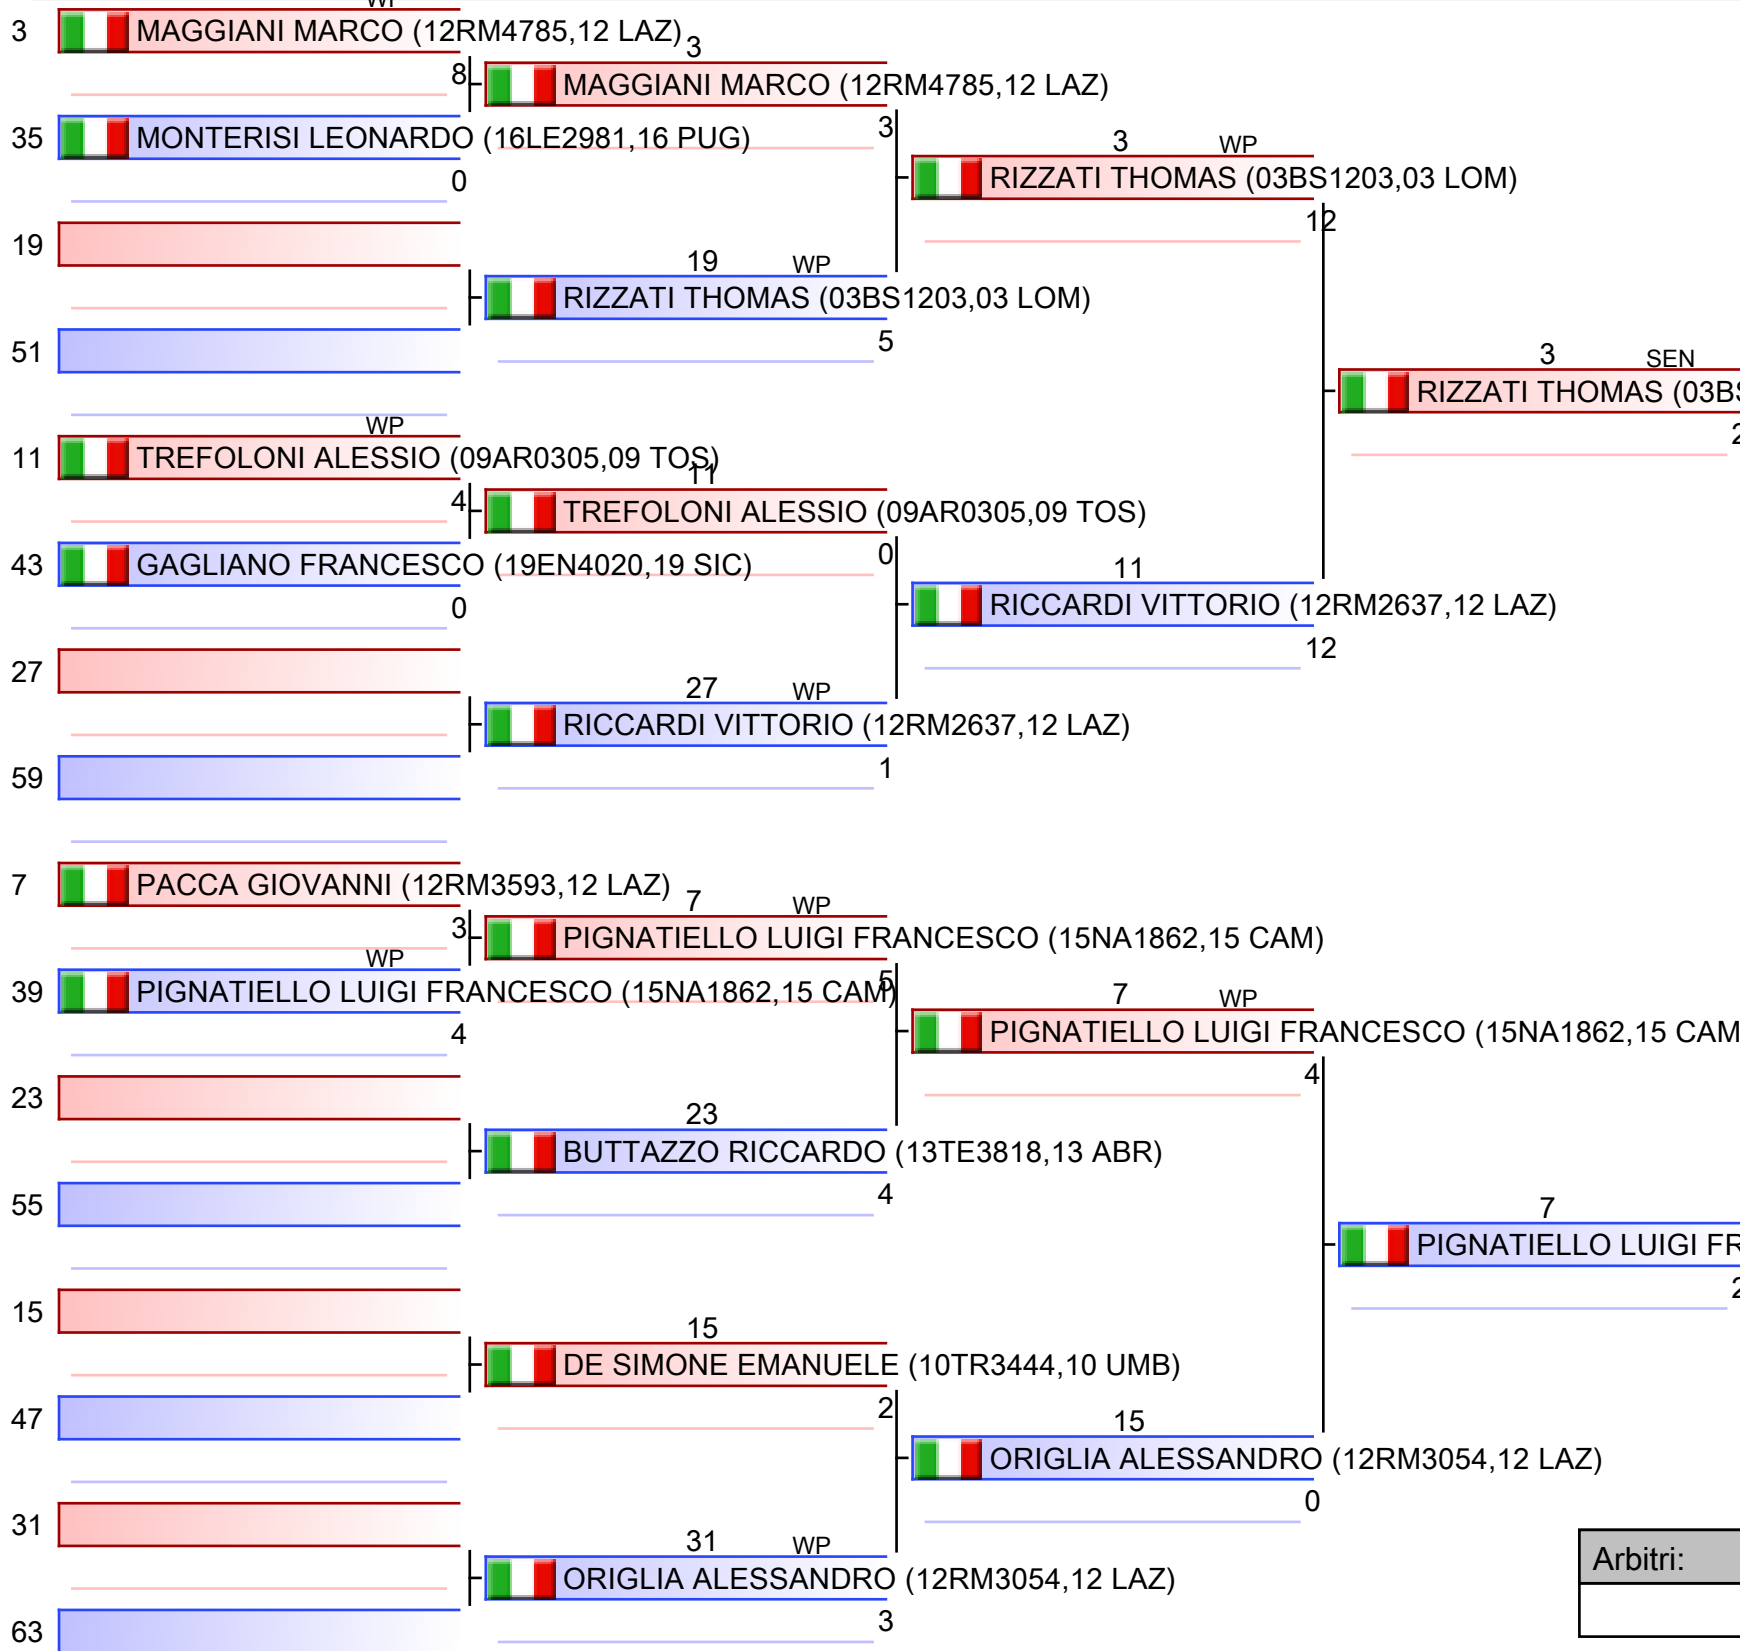 WP
3 MAGGIANI MARCO (12RM4785,12 LAZ)
3
8 MAGGIANI MARCO (12RM4785,12 LAZ)
35 MONTERISI LEONARDO (16LE2981,16 PUG)
3
3 WP
0 RIZZATI THOMAS (03BS1203,03 LOM)
12
19
19 WP
RIZZATI THOMAS (03BS1203,03 LOM)
5
51
3 SEN
RIZZATI THOMAS (03BS
2
WP
11 TREFOLONI ALESSIO (09AR0305,09 TOS)
11
4 TREFOLONI ALESSIO (09AR0305,09 TOS)
0
43 GAGLIANO FRANCESCO (19EN4020,19 SIC)
11
0 RICCARDI VITTORIO (12RM2637,12 LAZ)
12
27
27 WP
RICCARDI VITTORIO (12RM2637,12 LAZ)
1
59
7 PACCA GIOVANNI (12RM3593,12 LAZ)
7 WP
3 PIGNATIELLO LUIGI FRANCESCO (15NA1862,15 CAM)
WP
39 PIGNATIELLO LUIGI FRANCESCO (15NA1862,15 CAM)
5
7 WP
4 PIGNATIELLO LUIGI FRANCESCO (15NA1862,15 CAM
4
23
23
BUTTAZZO RICCARDO (13TE3818,13 ABR)
4
55
7
PIGNATIELLO LUIGI FR
2
15
15
DE SIMONE EMANUELE (10TR3444,10 UMB)
2
47
15
ORIGLIA ALESSANDRO (12RM3054,12 LAZ)
0
31
31 WP
ORIGLIA ALESSANDRO (12RM3054,12 LAZ)
3
63
Arbitri: